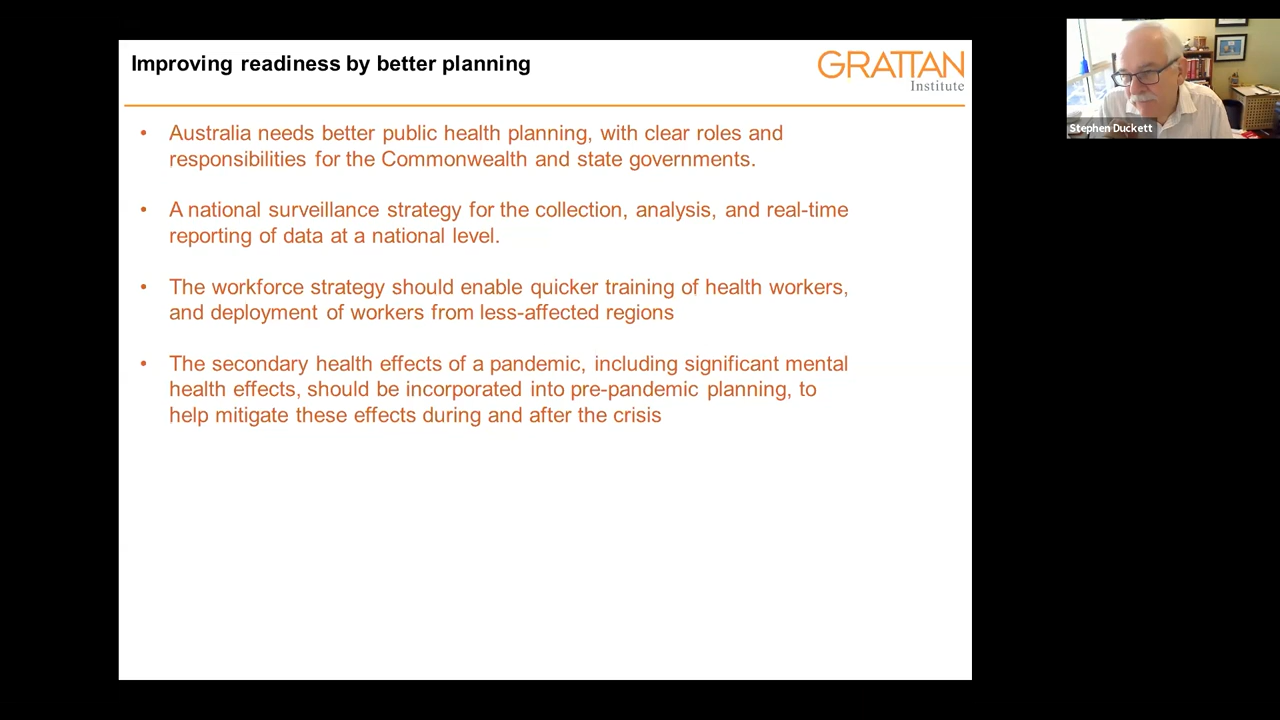 Improving readiness by better planning
GRATTAN
Institute
• Australia needs better public health planning, with clear roles and
responsibilities for the Commonwealth and state governments.
• A national surveillance strategy for the collection, analysis, and real-time
reporting of data at a national level.
• The workforce strategy should enable quicker training of health workers,
and deployment of workers from less-affected regions
• The secondary health effects of a pandemic, including significant mental
health effects, should be incorporated into pre-pandemic planning, to
help mitigate these effects during and after the crisis
Stephen Duckett